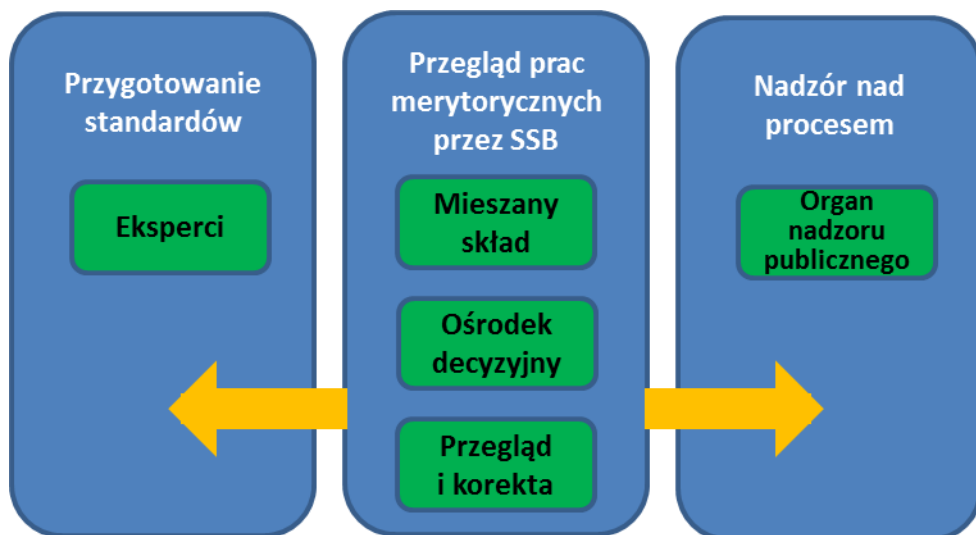 Przygotowanie
standardów
Eksperci
Przegląd prac
merytorycznych
przez SSB
Mieszany
skład
Ośrodek
decyzyjny
Przegląd
i korekta
Nadzór nad
procesem
Organ
nadzoru
publicznego